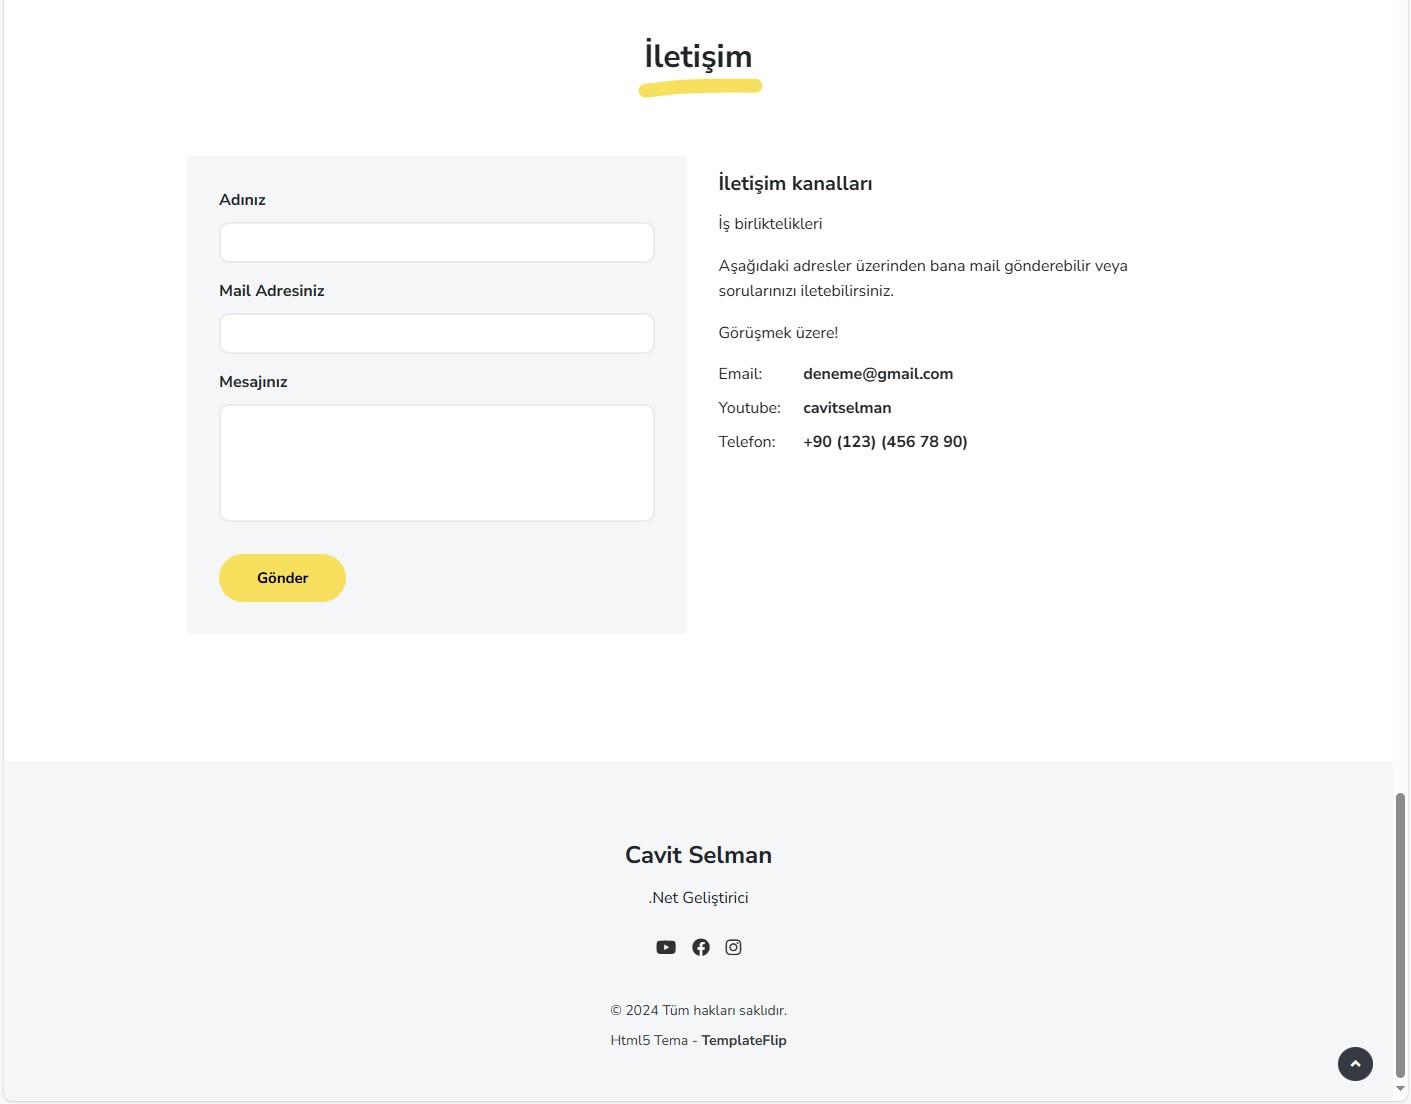 İletişim
Adınız
Mail Adresiniz
Mesajınız
Gönder
İletişim kanalları
İş birliktelikleri
Aşağıdaki adresler üzerinden bana mail gönderebilir veya
sorularınızı iletebilirsiniz.
Görüşmek üzere!
Email: deneme@gmail.com
Youtube: cavitselman
Telefon: +90 (123) (456 78 90)
Cavit Selman
.Net Geliştirici
© 2024 Tüm hakları saklıdır.
Html5 Tema - TemplateFlip